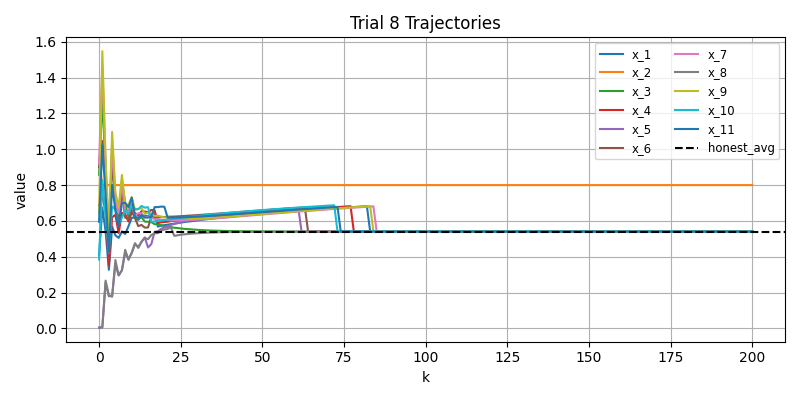 Trial 8 Trajectories
value
1.6
1.4
1.2
1.0
0.8
0.6
0.4
0.2
0.0
x_1
x_2
x_3
x_4
x_5
x_6
x_7
x_8
x_9
x_10
x_11
honest_avg
0 25 50 75 100 125 150 175 200
k